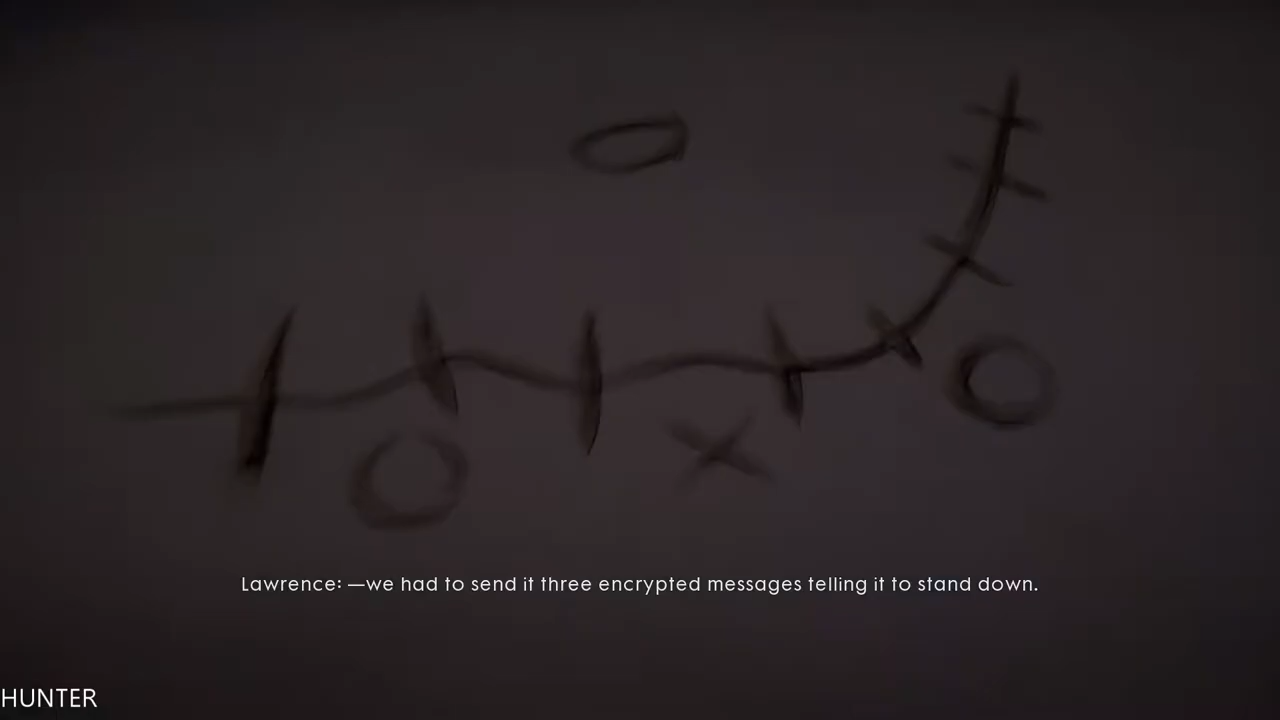 Lawrence: —we had to send it three encrypted messages telling it to stand down.
HUNTER